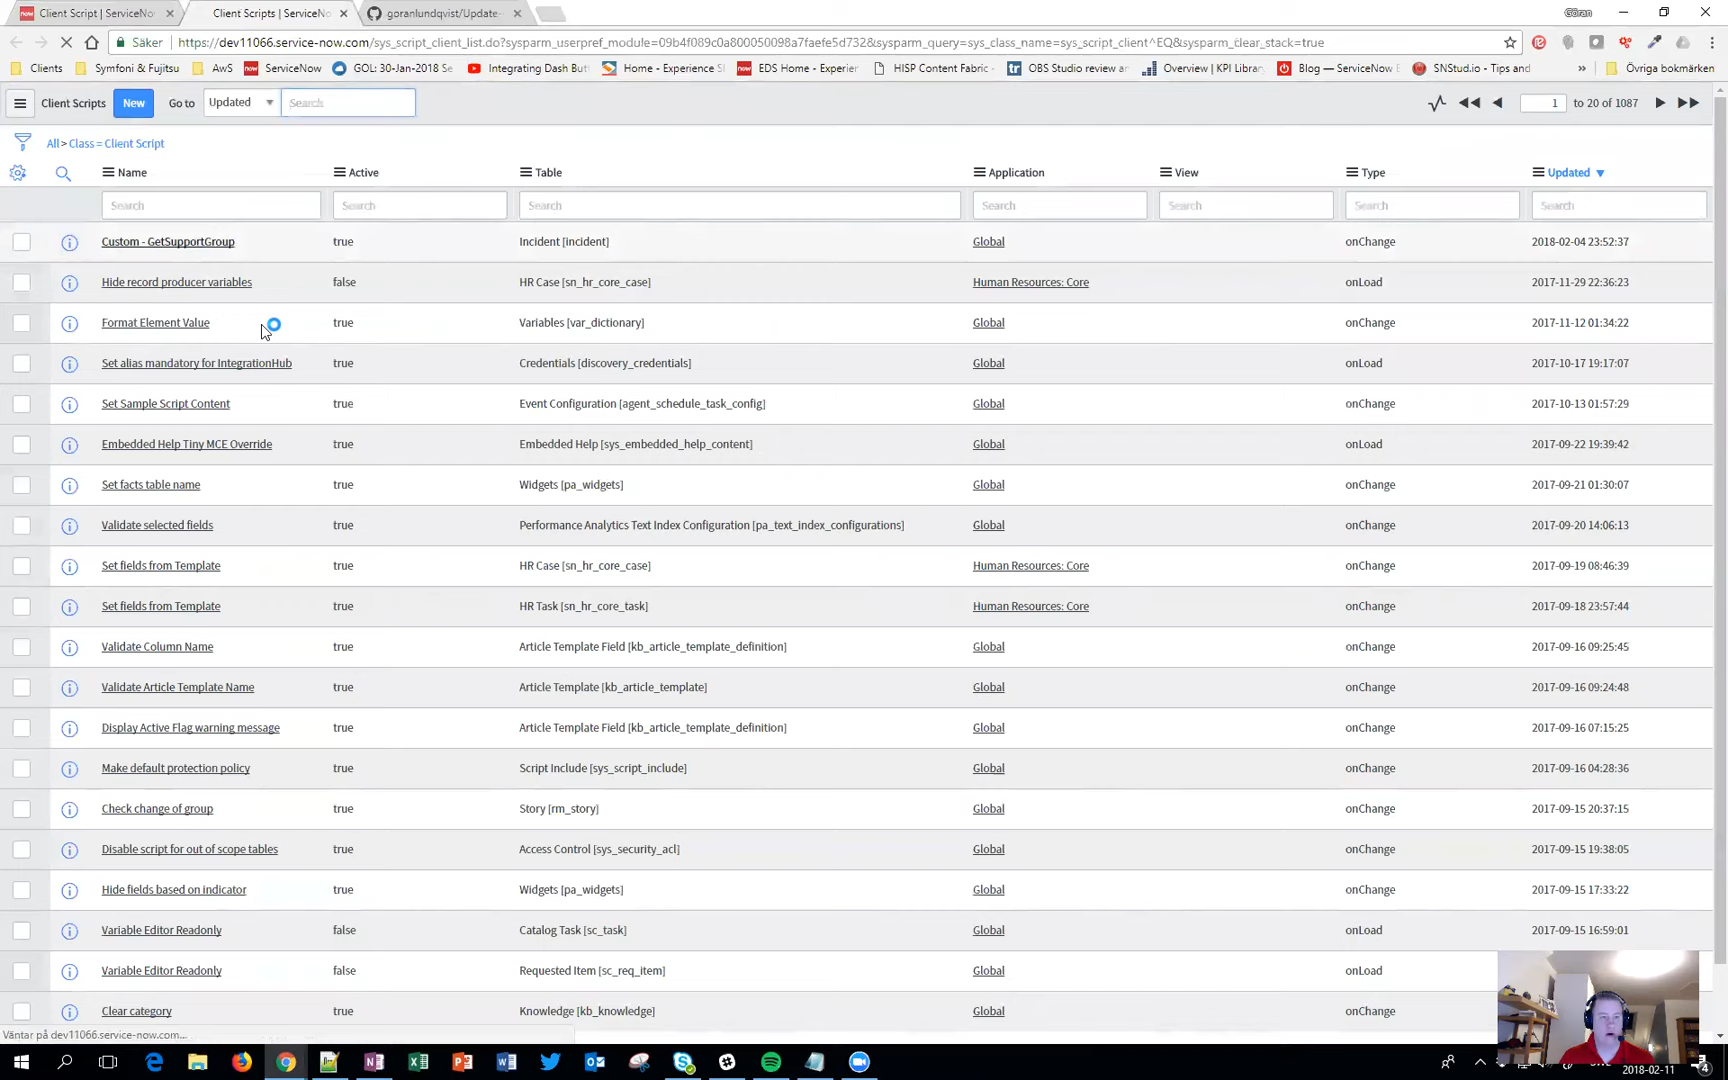 Client Script | ServiceNo
Client Scripts | ServiceNo
goranlundqvist/Update
Göran
Säker
https://dev11066.service-now.com/sys_script_client_list.do?sysparm_userpref_module=09b4f089c0a800050098a7faefe5d732&sysparm_query=sys_class_name=sys_script_client^EQ&sysparm_clear_stack=true
Clients
Symfoni & Fujitsu
AwS
ServiceNow
GOL: 30-Jan-2018 Se
Integrating Dash Butt
Home - Experience S
EDS Home - Experien
HISP Content Fabric -
OBS Studio review a
Overview | KPI Librar
Blog — ServiceNow E
SNStud.io - Tips and
»
Övriga bokmärken
Client Scripts
New
Go to
Updated
Search
1
to 20 of 1087
All > Class = Client Script
Name Active Table Application View Type Updated
Search Search Search Search Search Search Search
Custom - GetSupportGroup true Incident [incident] Global onChange 2018-02-04 23:52:37
Hide record producer variables false HR Case [sn_hr_core_case] Human Resources: Core onLoad 2017-11-29 22:36:23
Format Element Value true Variables [var_dictionary] Global onChange 2017-11-12 01:34:22
Set alias mandatory for IntegrationHub true Credentials [discovery_credentials] Global onLoad 2017-10-17 19:17:07
Set Sample Script Content true Event Configuration [agent_schedule_task_config] Global onChange 2017-10-13 01:57:29
Embedded Help Tiny MCE Override true Embedded Help [sys_embedded_help_content] Global onLoad 2017-09-22 19:39:42
Set facts table name true Widgets [pa_widgets] Global onChange 2017-09-21 01:30:07
Validate selected fields true Performance Analytics Text Index Configuration [pa_text_index_configurations] Global onChange 2017-09-20 14:06:13
Set fields from Template true HR Case [sn_hr_core_case] Human Resources: Core onChange 2017-09-19 08:46:39
Set fields from Template true HR Task [sn_hr_core_task] Human Resources: Core onChange 2017-09-18 23:57:44
Validate Column Name true Article Template Field [kb_article_template_definition] Global onChange 2017-09-16 09:25:45
Validate Article Template Name true Article Template [kb_article_template] Global onChange 2017-09-16 09:24:48
Display Active Flag warning message true Article Template Field [kb_article_template_definition] Global onChange 2017-09-16 07:15:25
Make default protection policy true Script Include [sys_script_include] Global onChange 2017-09-16 04:28:36
Check change of group true Story [rm_story] Global onChange 2017-09-15 20:37:15
Disable script for out of scope tables true Access Control [sys_security_acl] Global onChange 2017-09-15 19:38:05
Hide fields based on indicator true Widgets [pa_widgets] Global onChange 2017-09-15 17:33:22
Variable Editor Readonly false Catalog Task [sc_task] Global onLoad 2017-09-15 16:59:01
Variable Editor Readonly false Requested Item [sc_req_item] Global onLoad
Clear category true Knowledge [kb_knowledge] Global onChange
Väntar på dev11066.service-now.com...
2018-02-11
4